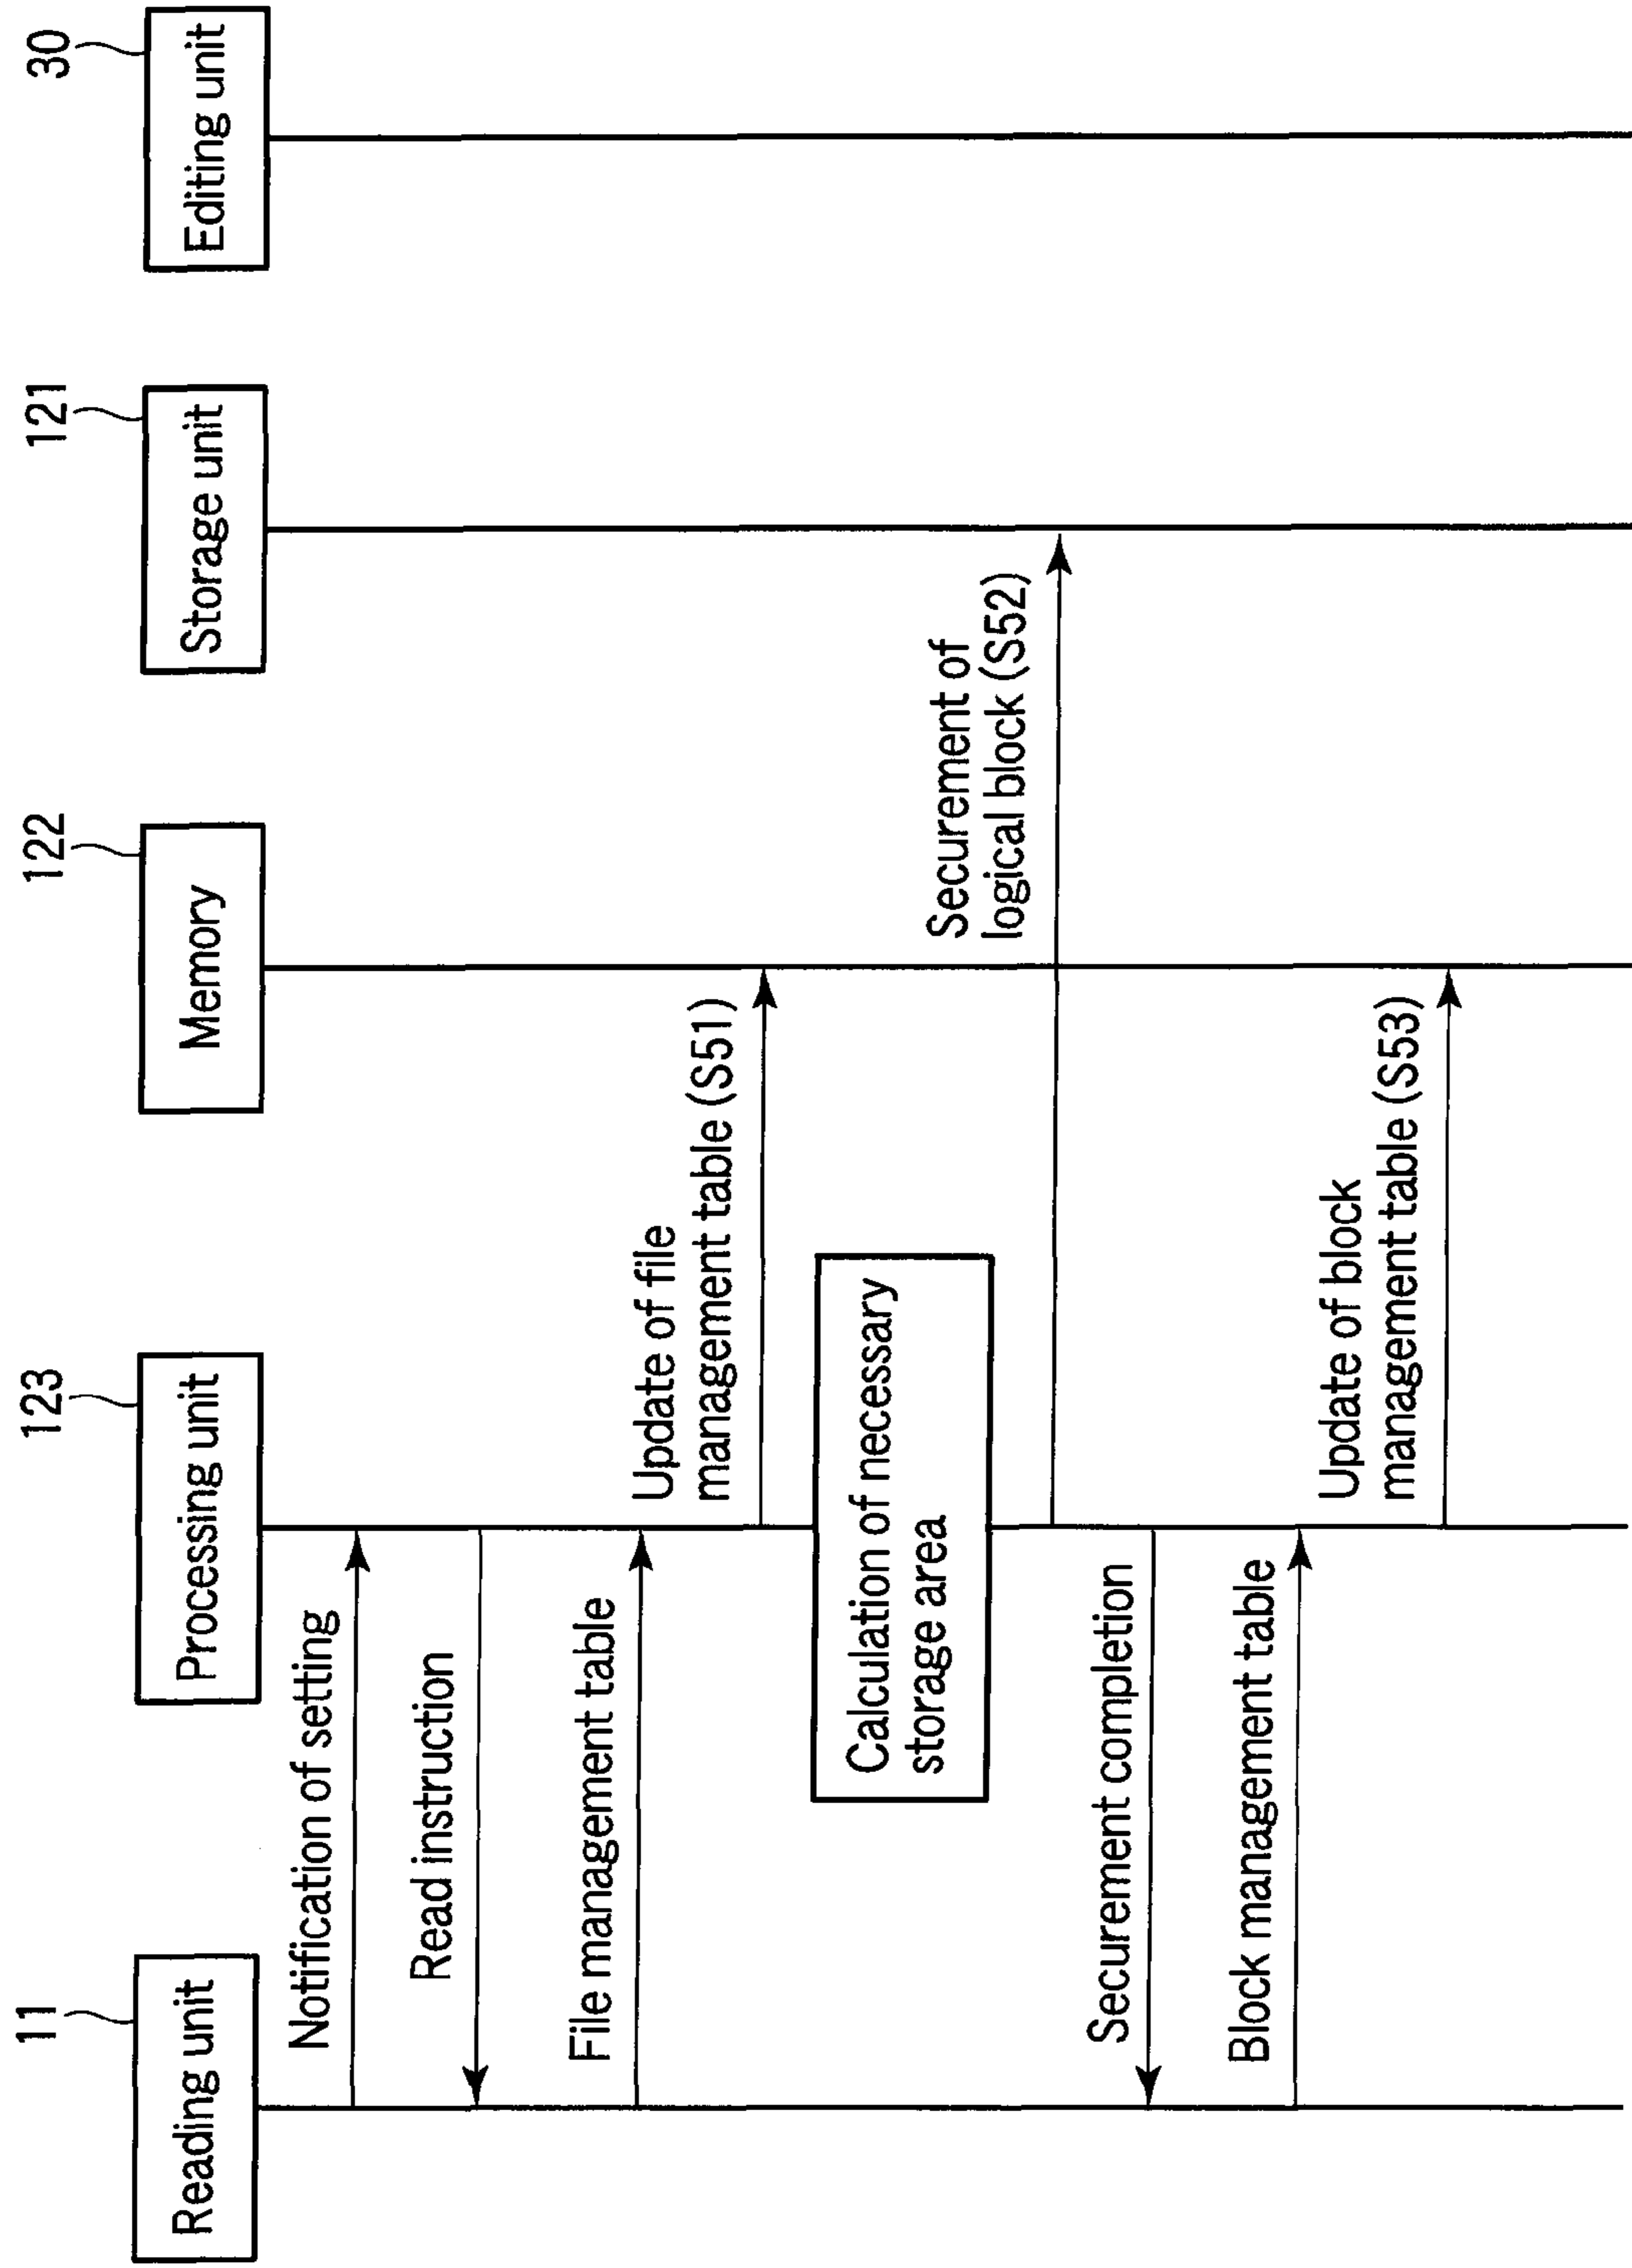 11
123
122
121
30
Reading unit
Processing unit
Memory
Storage unit
Editing unit
Notification of setting
Read instruction
File management table
Update of file
management table (S51)
Calculation of necessary
storage area
Securement of
logical block (S52)
Securement completion
Block management table
Update of block
management table (S53)